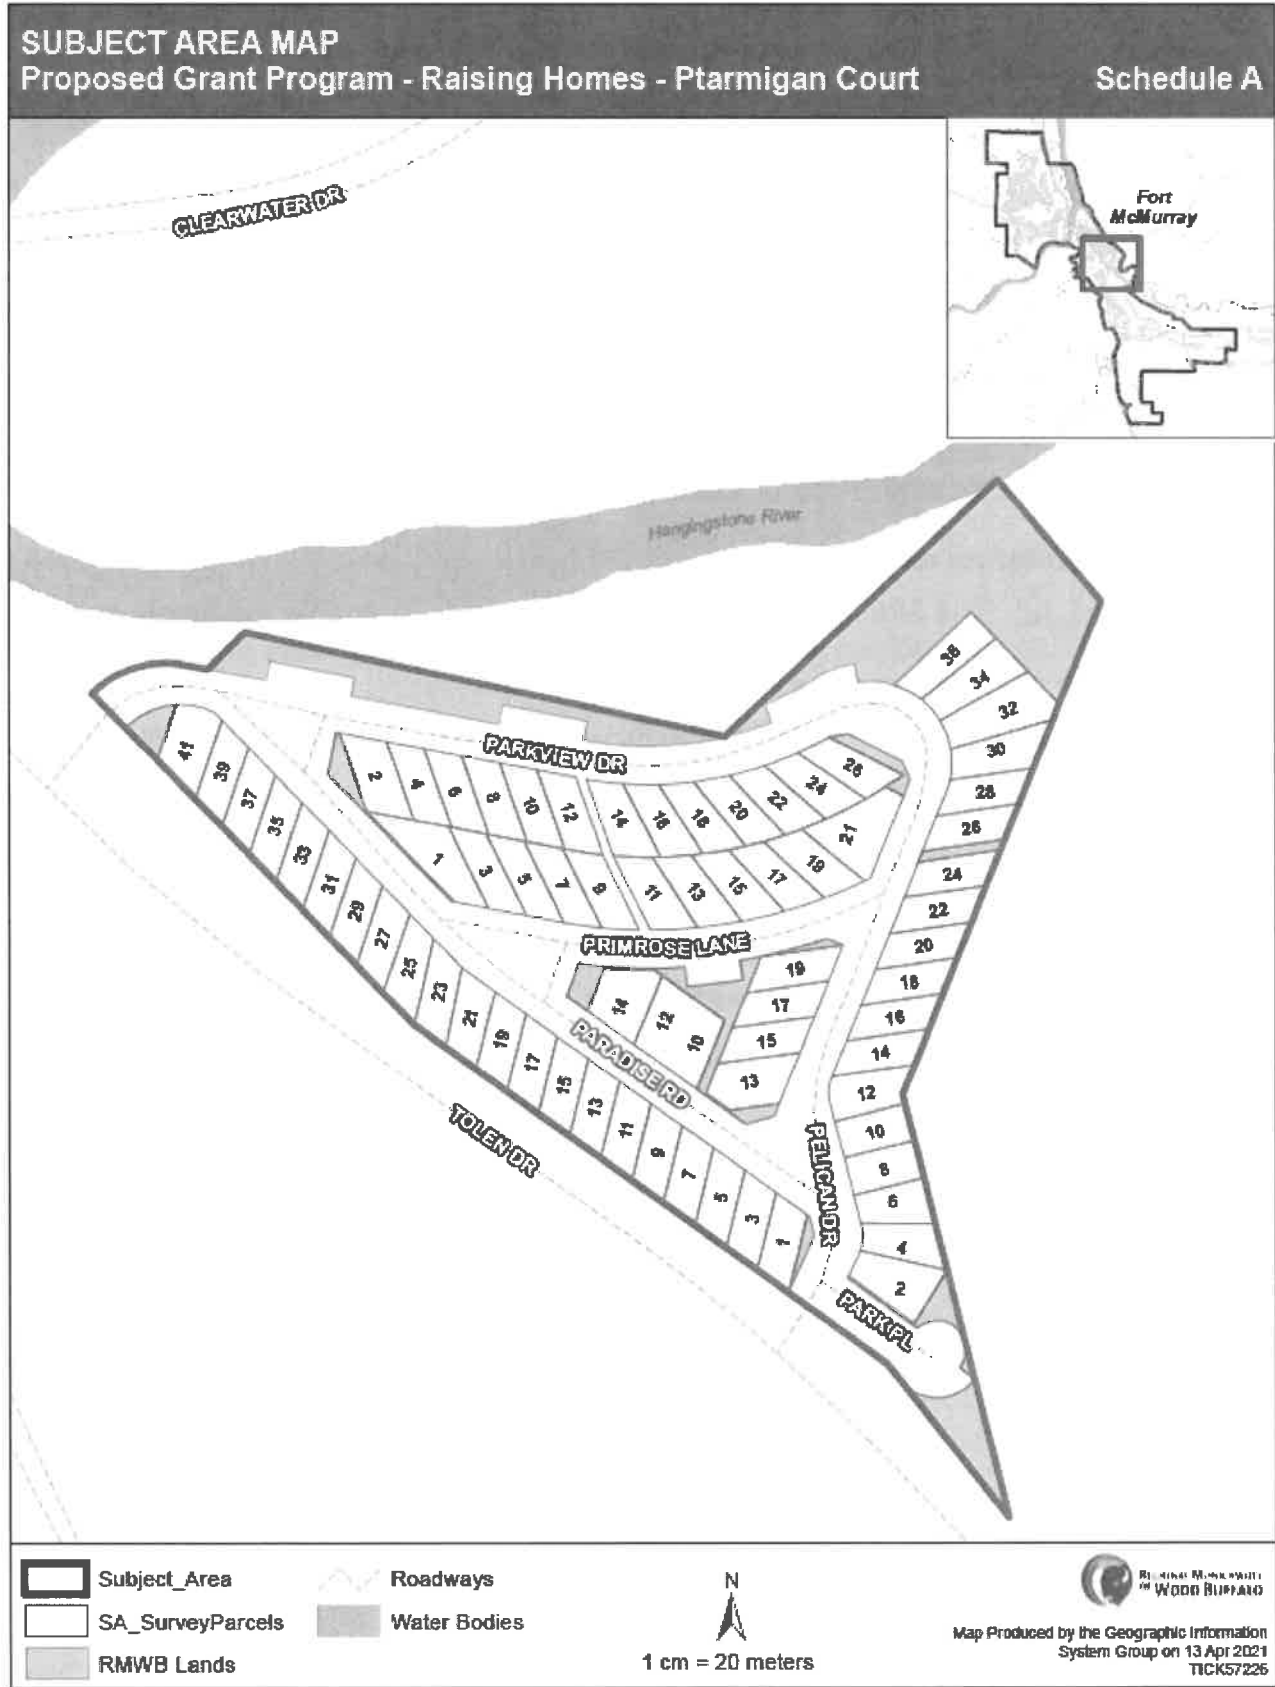 SUBJECT AREA MAP
Proposed Grant Program - Raising Homes - Ptarmigan Court
Schedule A
CLEARWATER DR
Fort
McMurray
Hangingstone River
36
34
32
30
28
26
24
22
20
18
16
14
12
10
8
6
4
2
PARKVIEW DR
2
4
6
8
10
12
14
16
18
20
22
24
26
1
3
5
7
9
11
13
15
17
19
21
PRIMROSE LANE
14
12
10
19
17
15
13
41
39
37
35
33
31
29
27
25
23
21
19
17
15
13
11
9
7
5
3
1
PARADISE RD
TOLEN DR
PELICAN DR
PARK PL
Subject_Area
SA_SurveyParcels
RMWB Lands
Roadways
Water Bodies
N
1 cm = 20 meters
REGIONAL MUNICIPALITY
OF WOOD BUFFALO
Map Produced by the Geographic Information
System Group on 13 Apr 2021
TICK57226